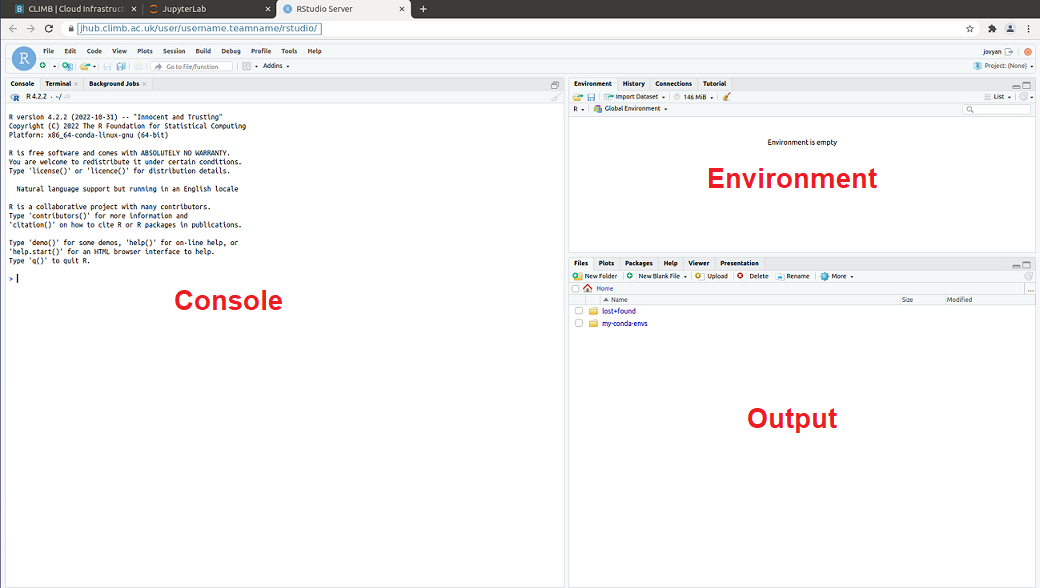 CLIMB | Cloud Infrastruct
JupyterLab
RStudio Server
jhub.climb.ac.uk/user/username.teamname/rstudio/
R
File Edit Code View Plots Session Build Debug Profile Tools Help
jovyan
Go to file/function
Addins
Project: (None)
Console Terminal Background Jobs
R 4.2.2 · ~/
R version 4.2.2 (2022-10-31) -- "Innocent and Trusting"
Copyright (C) 2022 The R Foundation for Statistical Computing
Platform: x86_64-conda-linux-gnu (64-bit)
R is free software and comes with ABSOLUTELY NO WARRANTY.
You are welcome to redistribute it under certain conditions.
Type 'license()' or 'licence()' for distribution details.
Natural language support but running in an English locale
R is a collaborative project with many contributors.
Type 'contributors()' for more information and
'citation()' on how to cite R or R packages in publications.
Type 'demo()' for some demos, 'help()' for on-line help, or
'help.start()' for an HTML browser interface to help.
Type 'q()' to quit R.
>
Console
Environment History Connections Tutorial
Import Dataset 146 MiB List
R Global Environment
Environment is empty
Environment
Files Plots Packages Help Viewer Presentation
New Folder New Blank File Upload Delete Rename More
Home ...
Name Size Modified
lost+found
my-conda-envs
Output